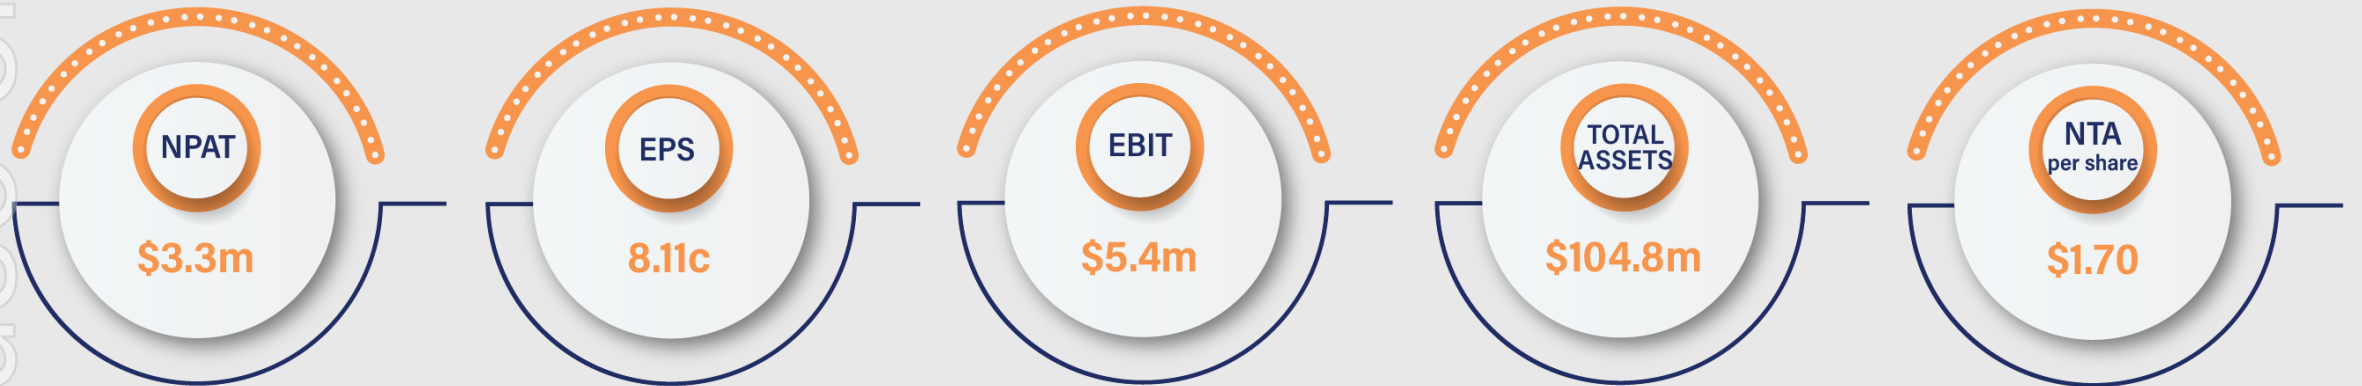 NPAT
$3.3m
EPS
8.11c
EBIT
$5.4m
TOTAL
ASSETS
$104.8m
NTA
per share
$1.70